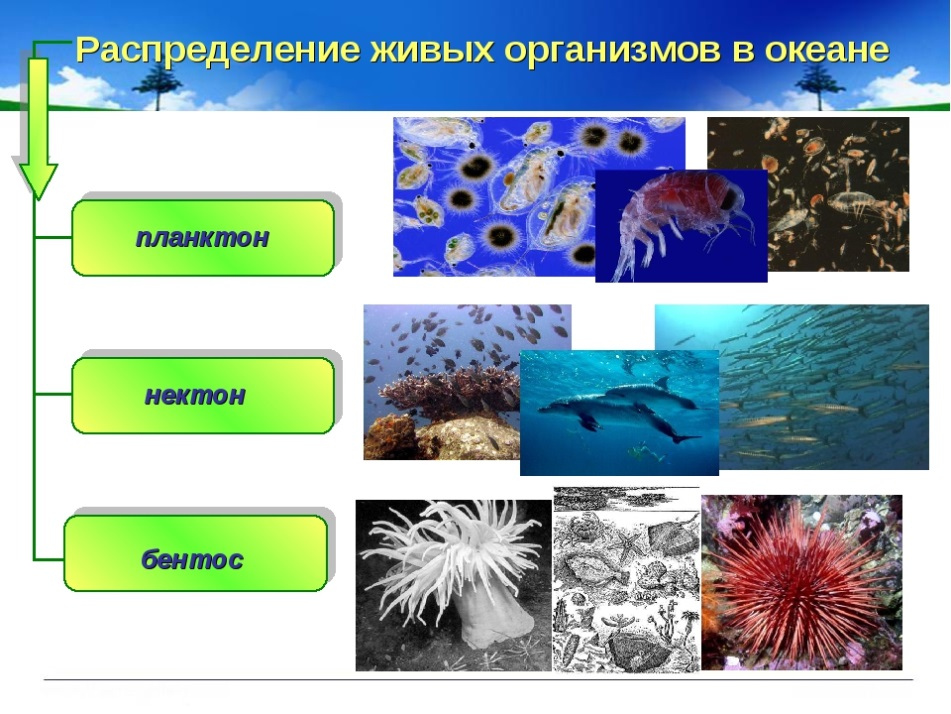 Распределение живых организмов в океане
планктон
нектон
бентос